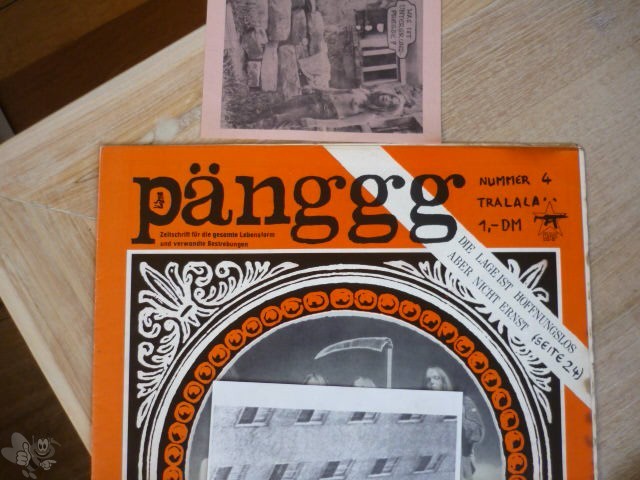 pänggg
Zeitschrift für die gesamte Lebensform
und verwandte Bestrebungen
NUMMER 4
TRALALA
1,-DM
DIE LAGE IST HOFFNUNGSLOS
ABER NICHT ERNST (SEITE 24)